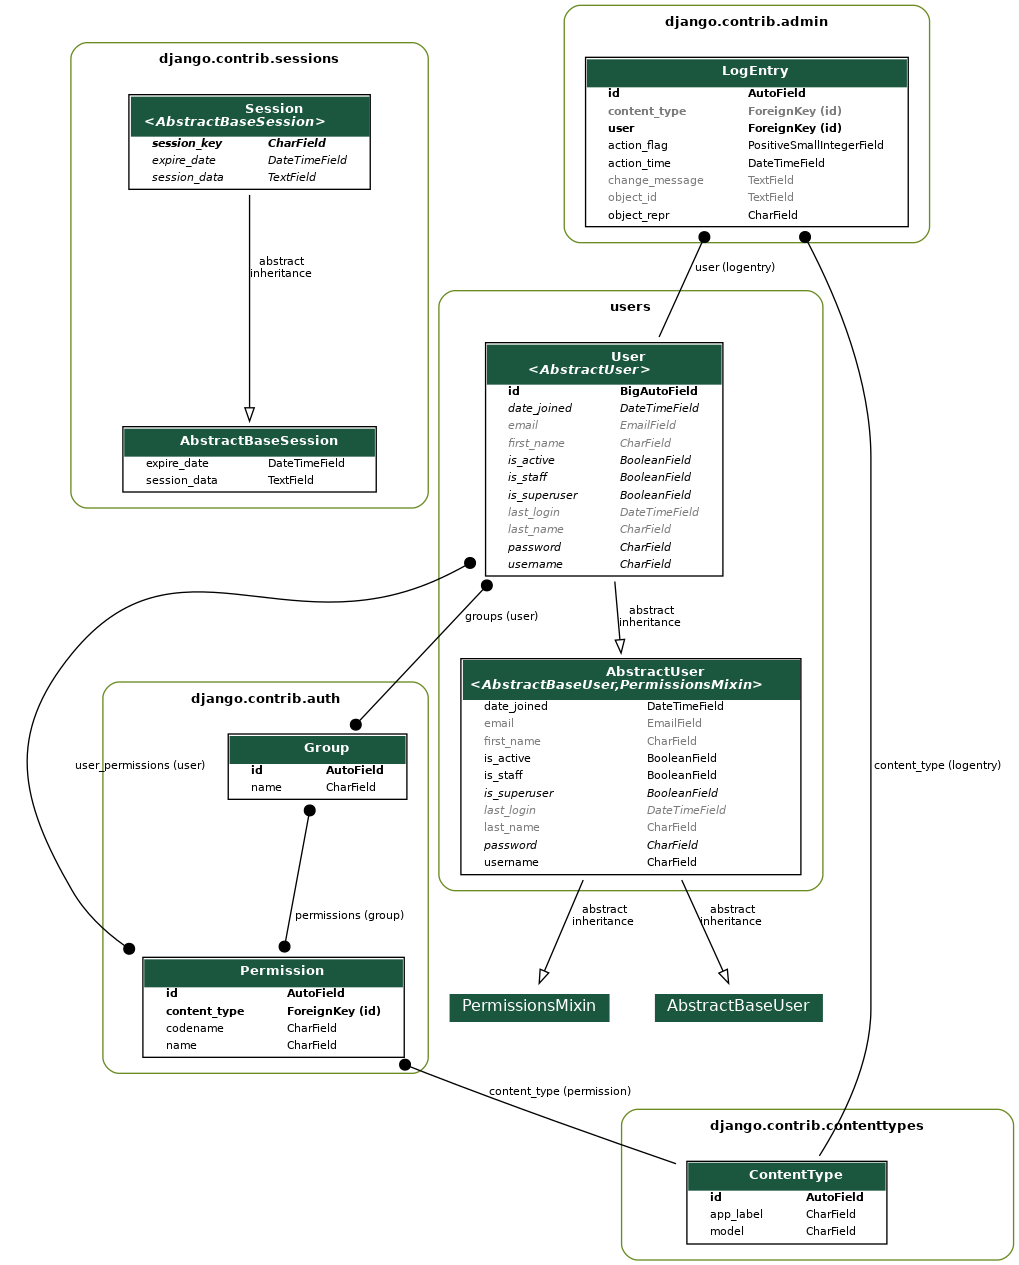 django.contrib.admin
LogEntry
id AutoField
content_type ForeignKey (id)
user ForeignKey (id)
action_flag PositiveSmallIntegerField
action_time DateTimeField
change_message TextField
object_id TextField
object_repr CharField
django.contrib.sessions
Session
<AbstractBaseSession>
session_key CharField
expire_date DateTimeField
session_data TextField
abstract
inheritance
AbstractBaseSession
expire_date DateTimeField
session_data TextField
user (logentry)
users
User
<AbstractUser>
id BigAutoField
date_joined DateTimeField
email EmailField
first_name CharField
is_active BooleanField
is_staff BooleanField
is_superuser BooleanField
last_login DateTimeField
last_name CharField
password CharField
username CharField
groups (user)
abstract
inheritance
AbstractUser
<AbstractBaseUser,PermissionsMixin>
date_joined DateTimeField
email EmailField
first_name CharField
is_active BooleanField
is_staff BooleanField
is_superuser BooleanField
last_login DateTimeField
last_name CharField
password CharField
username CharField
django.contrib.auth
Group
id AutoField
name CharField
user_permissions (user)
content_type (logentry)
permissions (group)
abstract
inheritance
abstract
inheritance
Permission
id AutoField
content_type ForeignKey (id)
codename CharField
name CharField
PermissionsMixin
AbstractBaseUser
content_type (permission)
django.contrib.contenttypes
ContentType
id AutoField
app_label CharField
model CharField